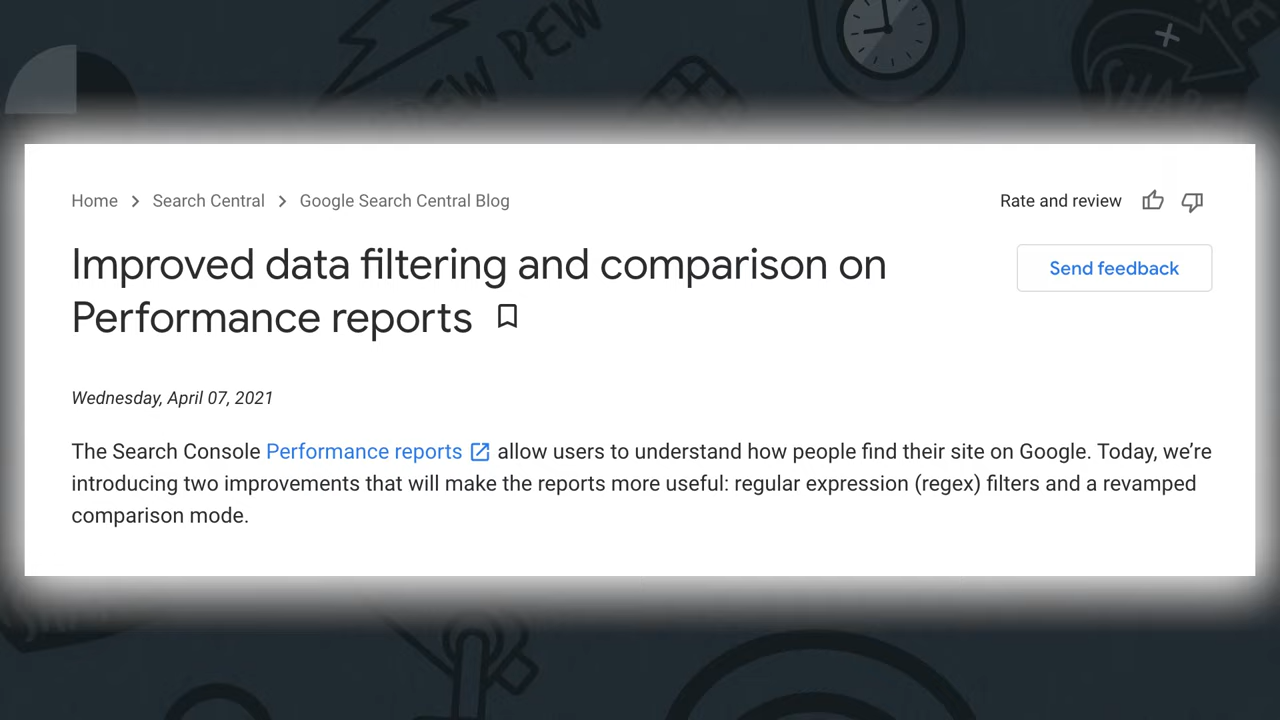 PEW PEW
SHARE
Home > Search Central > Google Search Central Blog
Rate and review
Improved data filtering and comparison on
Performance reports
Send feedback
Wednesday, April 07, 2021
The Search Console Performance reports allow users to understand how people find their site on Google. Today, we're
introducing two improvements that will make the reports more useful: regular expression (regex) filters and a revamped
comparison mode.